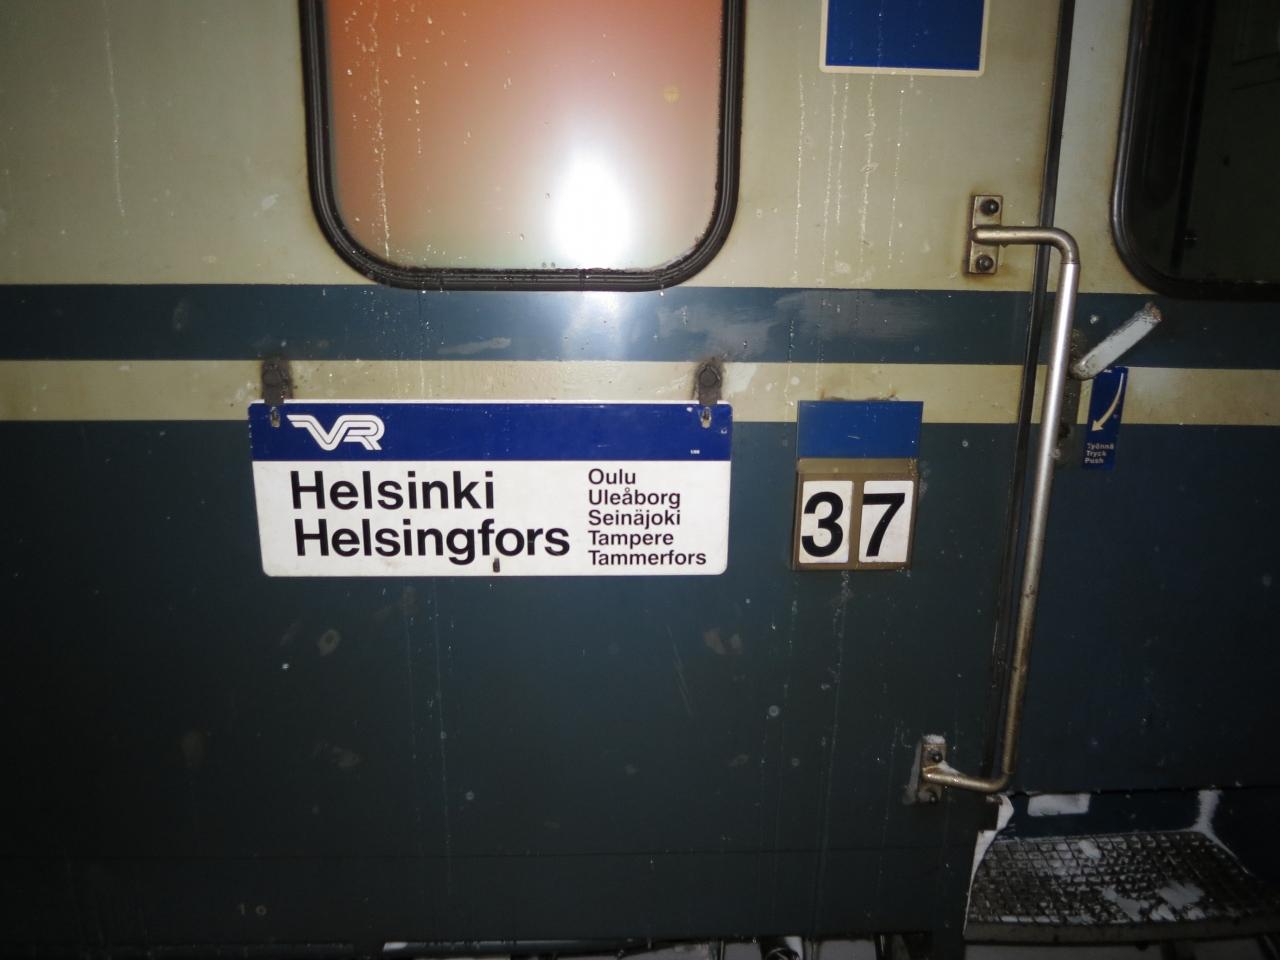 VR
Helsinki
Helsingfors
Oulu
Uleåborg
Seinäjoki
Tampere
Tammerfors
37
Työnnä
Tryck
Push